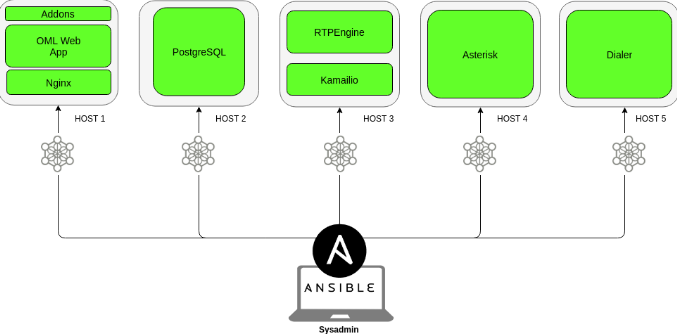 Addons
OML Web
App
Nginx
HOST 1
PostgreSQL
HOST 2
RTPEngine
Kamailio
HOST 3
Asterisk
HOST 4
Dialer
HOST 5
A
ANSIBLE
Sysadmin